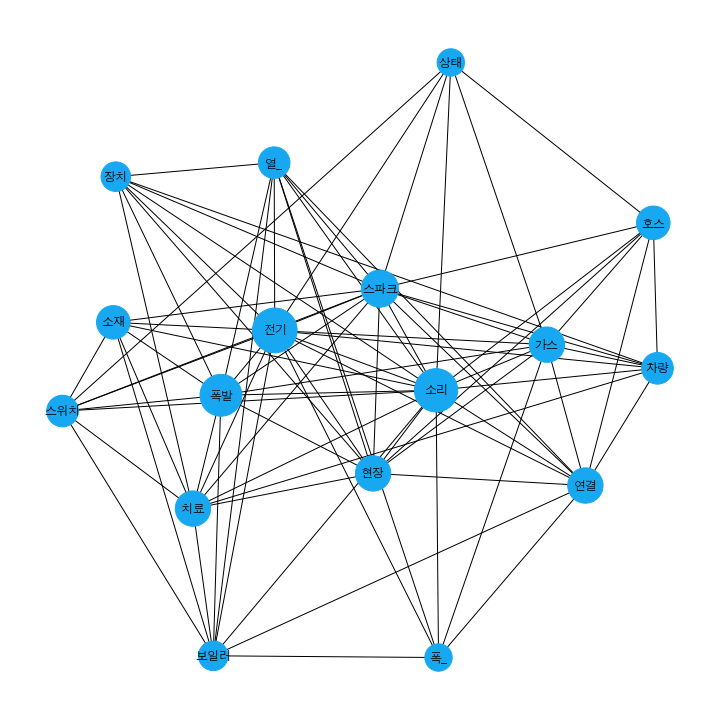 상태
열_
장치
호스
스파크
소재
전기
가스
차량
소리
폭발
스위치
현장
연결
치료
보일러
폭_